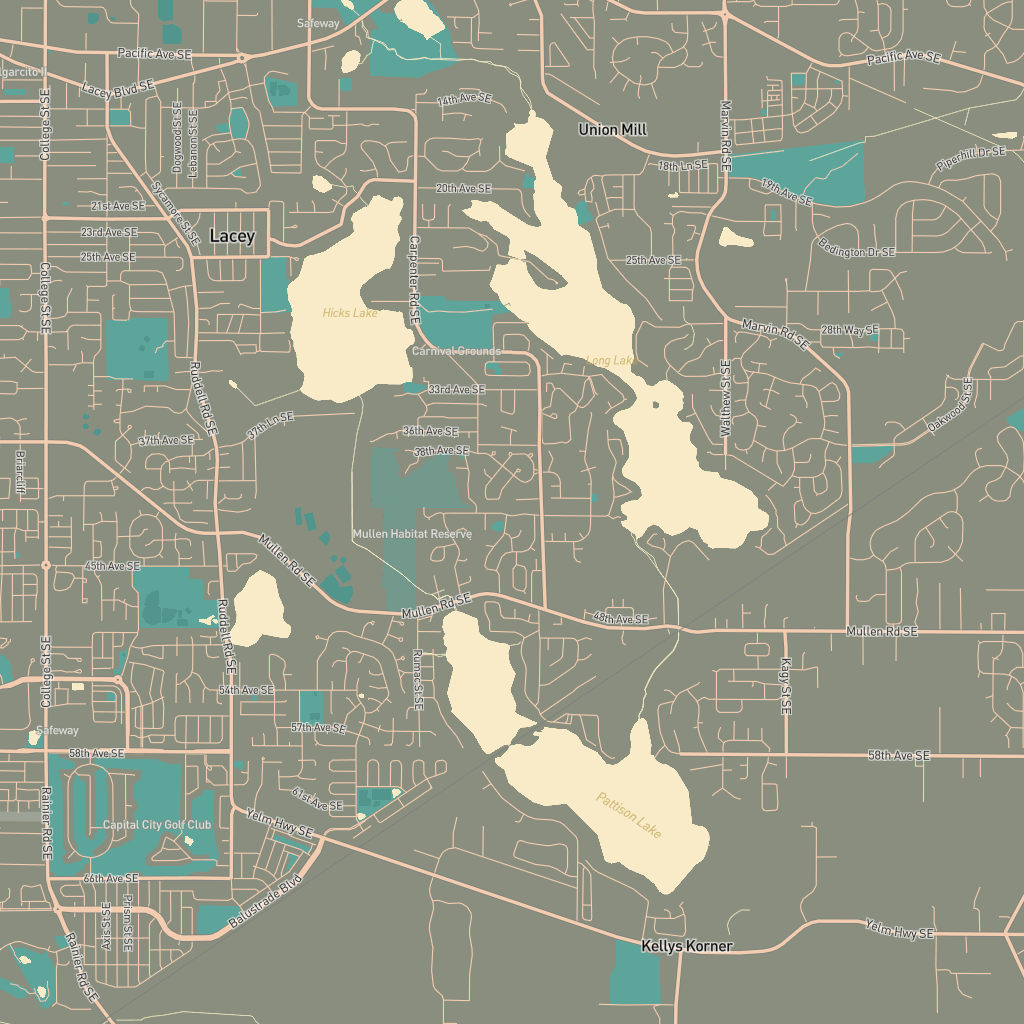 Safeway
Pacific Ave SE
Pacific Ave SE
lgarcito II
Lacey Blvd SE
14th Ave SE
College St SE
Dogwood St SE
Lebanon St SE
Union Mill
Marvin Rd SE
Piperhill Dr SE
18th Ln SE
19th Ave SE
20th Ave SE
Sycamore St SE
21st Ave SE
23rd Ave SE
Lacey
25th Ave SE
Bedington Dr SE
25th Ave SE
Carpenter Rd SE
College St SE
Hicks Lake
Marvin Rd SE
28th Way SE
Carnival Grounds
Long Lake
Ruddell Rd SE
33rd Ave SE
Walthew St SE
Oakwood St SE
37th Ln SE
36th Ave SE
37th Ave SE
38th Ave SE
Briarcliff
Mullen Habitat Reserve
Mullen Rd SE
45th Ave SE
Mullen Rd SE
48th Ave SE
Mullen Rd SE
Ruddell Rd SE
College St SE
Rumac St SE
Kagy St SE
54th Ave SE
57th Ave SE
Safeway
58th Ave SE
58th Ave SE
61st Ave SE
Rainier Rd SE
Yelm Hwy SE
Pattison Lake
Capital City Golf Club
66th Ave SE
Balustrade Blvd
Axis St SE
Prism St SE
Yelm Hwy SE
Kellys Korner
Rainier Rd SE